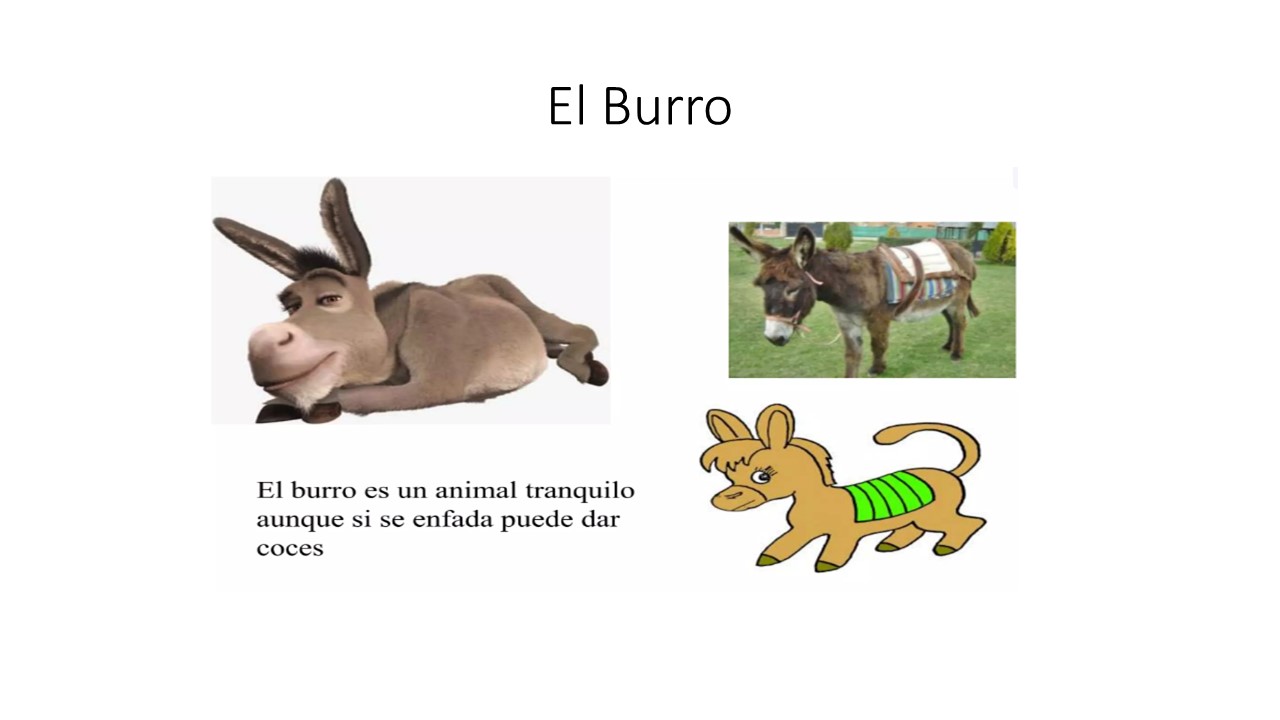 El Burro
El burro es un animal tranquilo
aunque si se enfada puede dar
coces